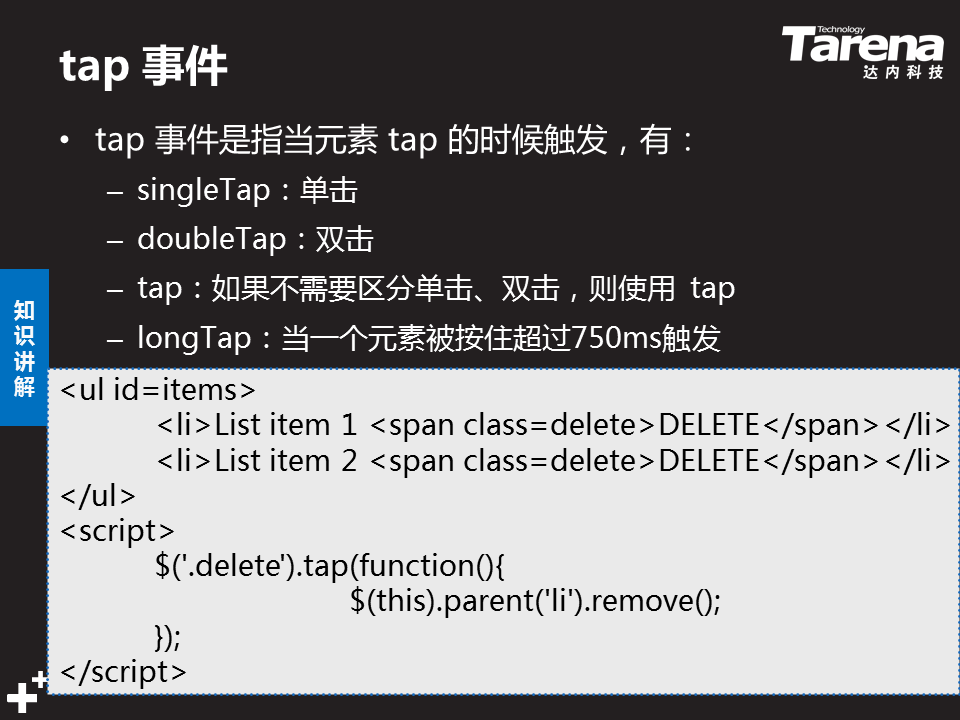 tap 事件
Technology
Tarena
达内科技
• tap 事件是指当元素 tap 的时候触发，有：
– singleTap：单击
– doubleTap：双击
– tap：如果不需要区分单击、双击，则使用 tap
– longTap：当一个元素被按住超过750ms触发
知识讲解
<ul id=items>
<li>List item 1 <span class=delete>DELETE</span></li>
<li>List item 2 <span class=delete>DELETE</span></li>
</ul>
<script>
$('.delete').tap(function(){
$(this).parent('li').remove();
});
</script>